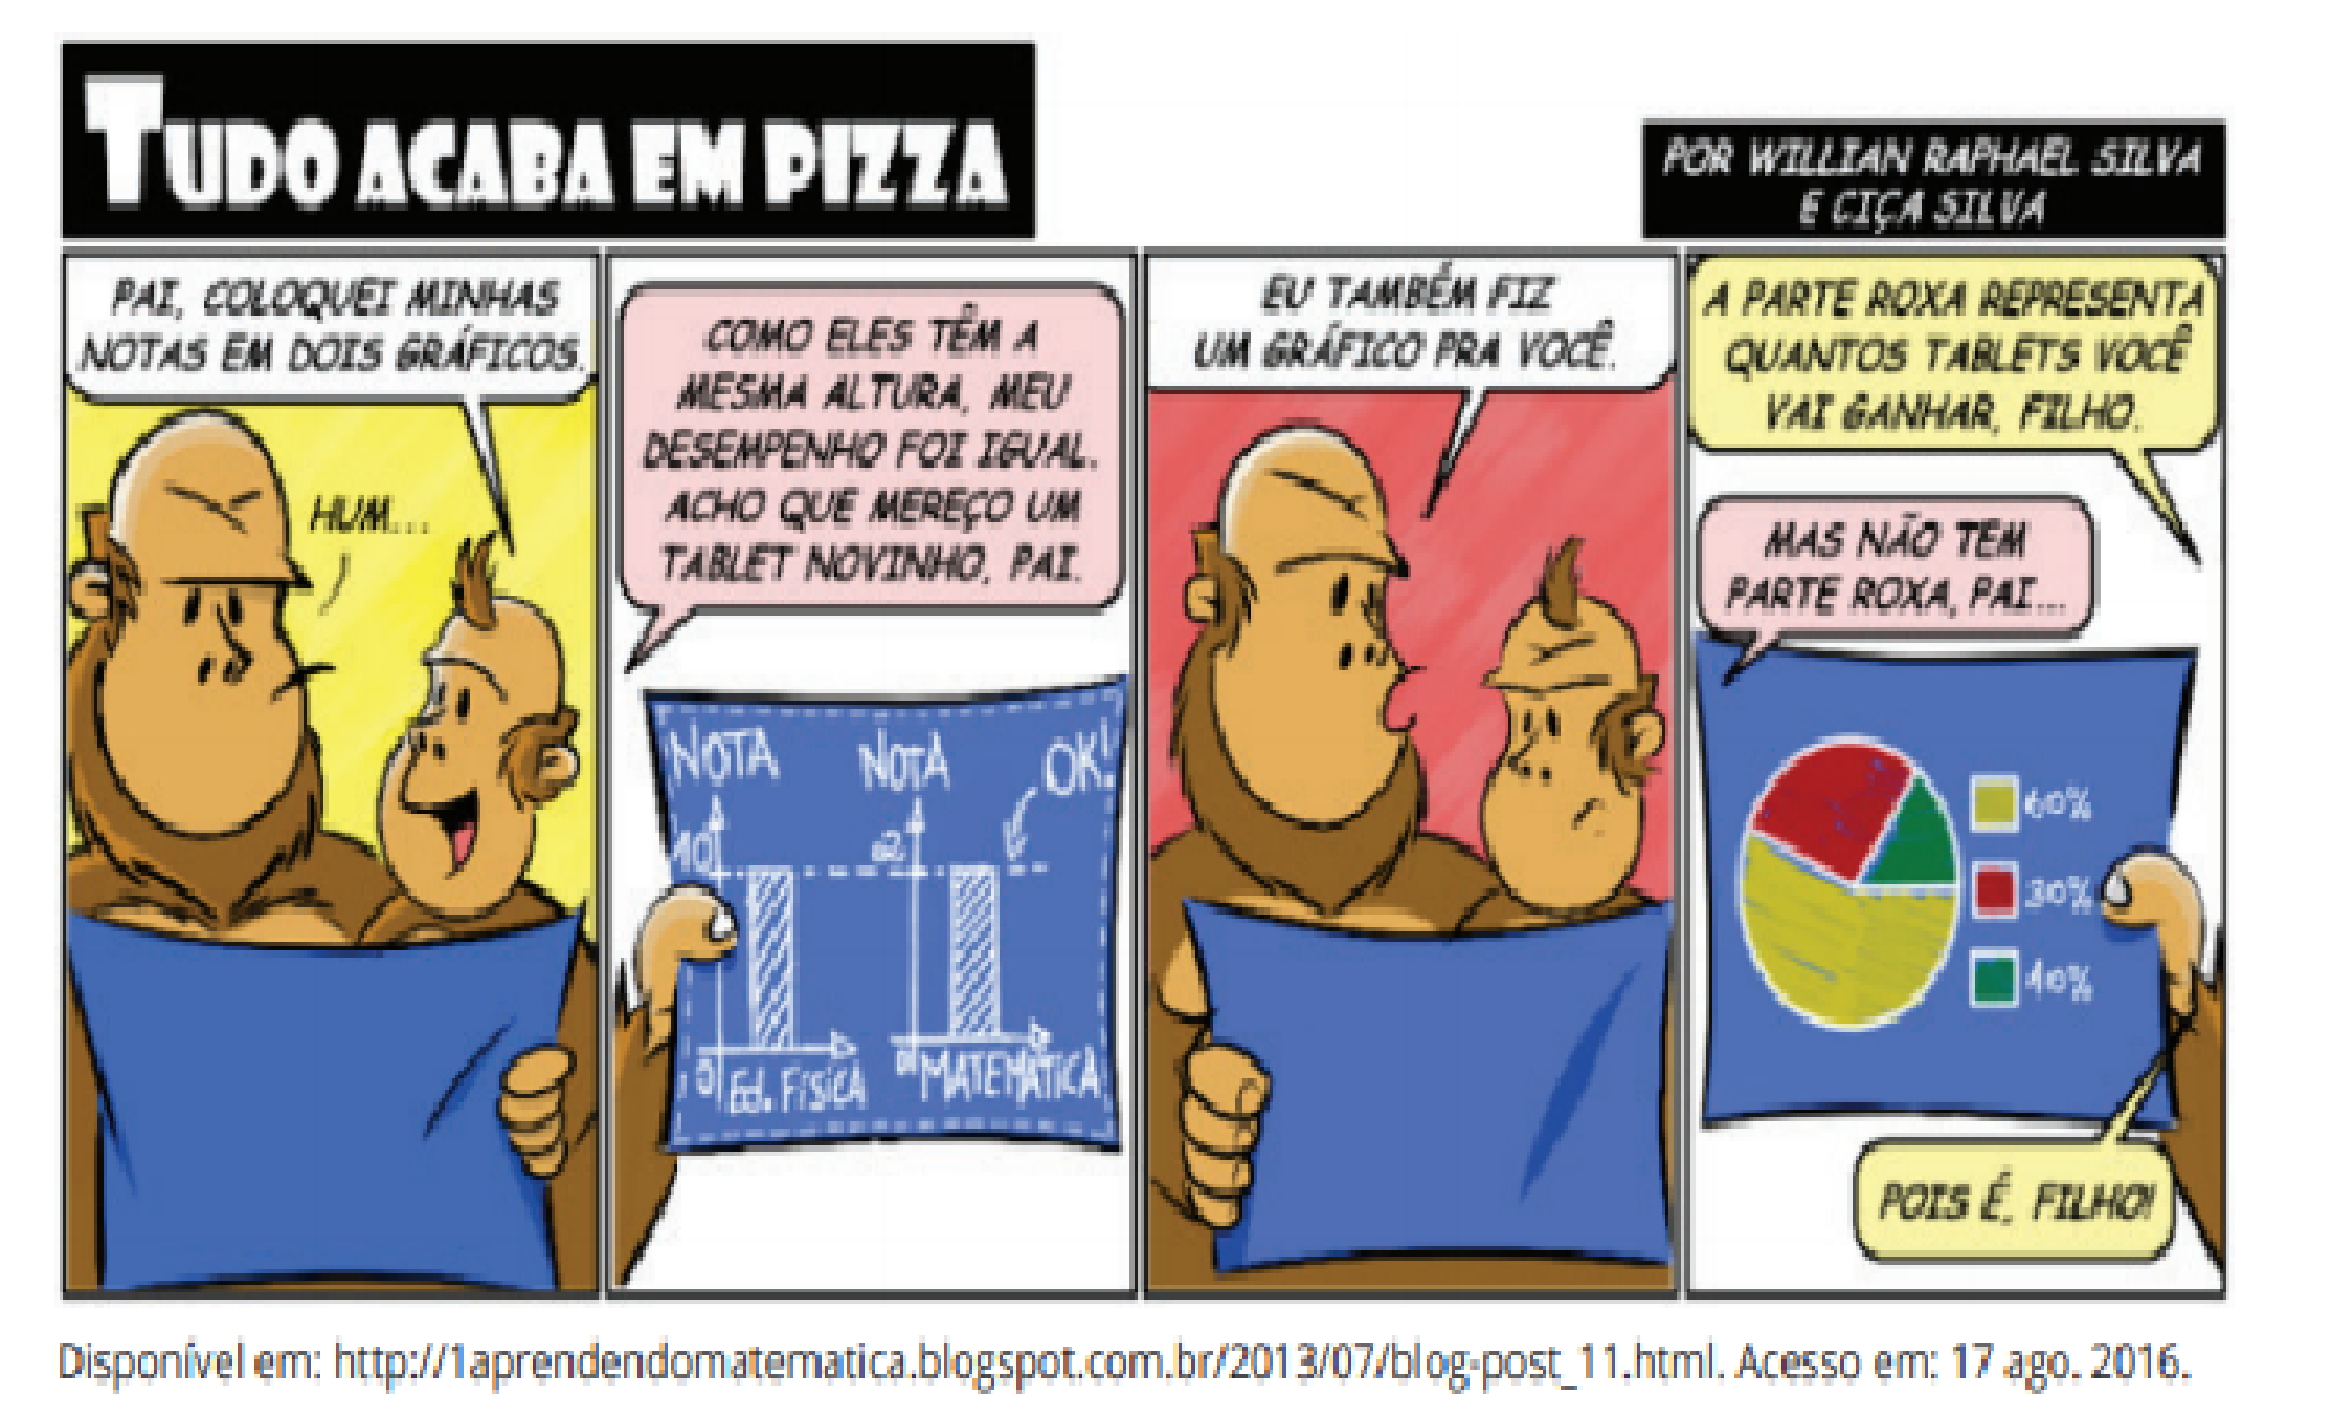 TUDO ACABA EM PIZZA
POR WILLIAN RAPHAEL SILVA
E CIÇA SILVA
PAI, COLOQUEI MINHAS
NOTAS EM DOIS GRÁFICOS.
HUM...
COMO ELES TÊM A
MESMA ALTURA, MEU
DESEMPENHO FOI IGUAL.
ACHO QUE MEREÇO UM
TABLET NOVINHO, PAI.
NOTA NOTA OK!
10
0 Ed. FÍSICA
MATEMÁTICA
EU TAMBÉM FIZ
UM GRÁFICO PRA VOCÊ.
A PARTE ROXA REPRESENTA
QUANTOS TABLETS VOCÊ
VAI GANHAR, FILHO.
MAS NÃO TEM
PARTE ROXA, PAI...
60%
30%
10%
POIS É, FILHO!
Disponível em: http://1aprendendomatematica.blogspot.com.br/2013/07/blog-post_11.html. Acesso em: 17 ago. 2016.